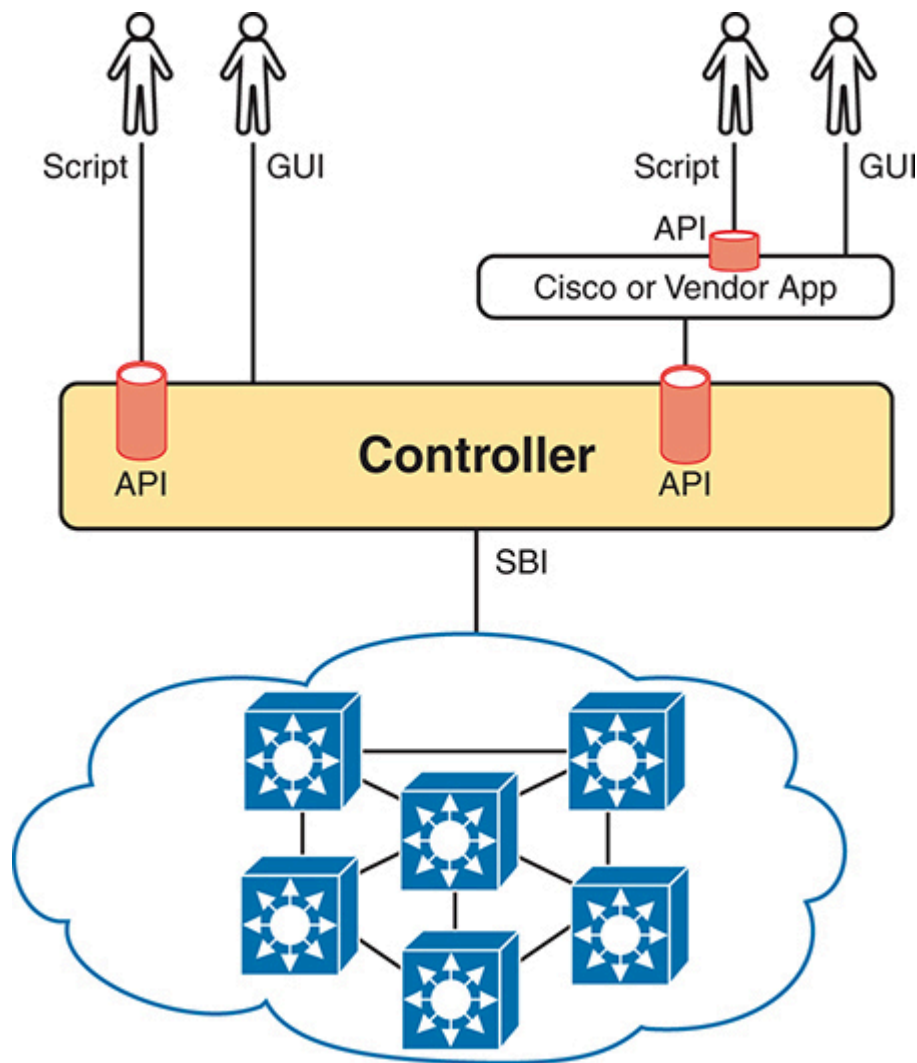 Script
GUI
Script
GUI
API
Cisco or Vendor App
Controller
API
API
SBI